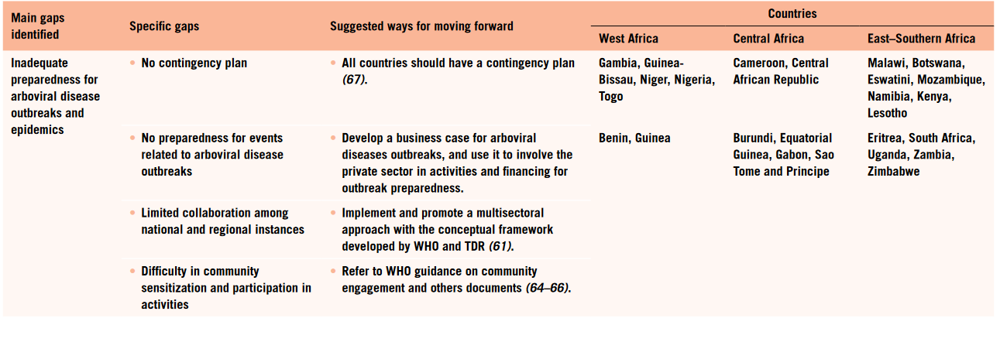 Main gaps
identified
Specific gaps
Suggested ways for moving forward
Countries
West Africa
Central Africa
East–Southern Africa
Inadequate
preparedness for
arboviral disease
outbreaks and
epidemics
• No contingency plan
• All countries should have a contingency plan
(67).
Gambia, Guinea-
Bissau, Niger, Nigeria,
Togo
Cameroon, Central
African Republic
Malawi, Botswana,
Eswatini, Mozambique,
Namibia, Kenya,
Lesotho
• No preparedness for events
related to arboviral disease
outbreaks
• Develop a business case for arboviral
diseases outbreaks, and use it to involve the
private sector in activities and financing for
outbreak preparedness.
Benin, Guinea
Burundi, Equatorial
Guinea, Gabon, Sao
Tome and Principe
Eritrea, South Africa,
Uganda, Zambia,
Zimbabwe
• Limited collaboration among
national and regional instances
• Implement and promote a multisectoral
approach with the conceptual framework
developed by WHO and TDR (61).
• Difficulty in community
sensitization and participation in
activities
• Refer to WHO guidance on community
engagement and others documents (64–66).